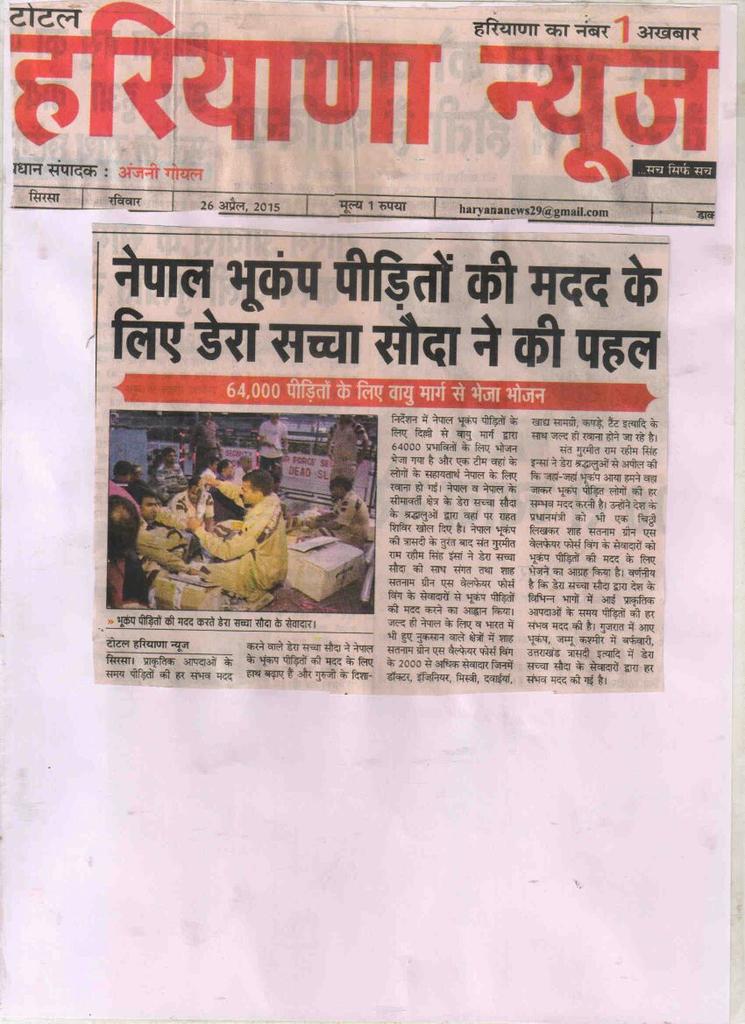 टोटल
हरियाणा का नंबर 1 अखबार
हरियाणा न्यूज
प्रधान संपादक : अंजनी गोयल
...सच सिर्फ सच
सिरसा रविवार 26 अप्रैल, 2015 मूल्य 1 रुपया haryananews29@gmail.com डाक
नेपाल भूकंप पीड़ितों की मदद के
लिए डेरा सच्चा सौदा ने की पहल
64,000 पीड़ितों के लिए वायु मार्ग से भेजा भोजन
SECURITY
AIR FORCE
DEAD SL
» भूकंप पीड़ितों की मदद करते डेरा सच्चा सौदा के सेवादार।
टोटल हरियाणा न्यूज
सिरसा। प्राकृतिक आपदाओं के
समय पीड़ितों की हर संभव मदद
करने वाले डेरा सच्चा सौदा ने नेपाल
के भूंकप पीड़ितों की मदद के लिए
हाथ बढ़ाए हैं और गुरुजी के दिशा-
निर्देशन में नेपाल भूकंप पीड़ितों के
लिए दिल्ली से वायु मार्ग द्वारा
64000 प्रभावितों के लिए भोजन
भेजा गया है और एक टीम वहां के
लोगों के सहायतार्थ नेपाल के लिए
रवाना हो गई। नेपाल व नेपाल के
सीमावर्ती क्षेत्र के डेरा सच्चा सौदा
के श्रद्धालुओं द्वारा वहां पर राहत
शिविर खोल दिए है। नेपाल भूकंप
की त्रासदी के तुरंत बाद संत गुरमीत
राम रहीम सिंह इंसां ने डेरा सच्चा
सौदा की साध संगत तथा शाह
सतनाम ग्रीन एस वेलफेयर फोर्स
विंग के सेवादारों से भूकंप पीड़ितों
की मदद करने का आह्वान किया।
जल्द ही नेपाल के लिए व भारत में
भी हुए नुकसान वाले क्षेत्रों में शाह
सतनाम ग्रीन एस वैल्फेयर फोर्स विंग
के 2000 से अधिक सेवादार जिनमें
डॉक्टर, इंजिनियर, मिस्त्री, दवाईयां,
खाद्य सामग्री, कपड़े, टैंट इत्यादि के
साथ जल्द ही रवाना होने जा रहे है।
संत गुरमीत राम रहीम सिंह
इन्सा ने डेरा श्रद्धालुओं से अपील की
कि जहां-जहां भूकंप आया हमने वहां
जाकर भूकंप पीड़ित लोगों की हर
सम्भव मदद करनी है। उन्होंने देश के
प्रधानमंत्री को भी एक चिठ्ठी
लिखकर शाह सतनाम ग्रीन एस
वेलफेयर फोर्स विंग के सेवादारों को
भूकंप पीड़ितों की मदद के लिए
भेजने का आग्रह किया है। वर्णनीय
है कि डेरा सच्चा सौदा द्वारा देश के
विभिन्न भागों में आई प्राकृतिक
आपदाओं के समय पीड़ितों की हर
संभव मदद की है। गुजरात में आए
भूकंप, जम्मू कश्मीर में बर्फबारी,
उत्तराखंड त्रासदी इत्यादि में डेरा
सच्चा सौदा के सेवादारों द्वारा हर
संभव मदद की गई है।